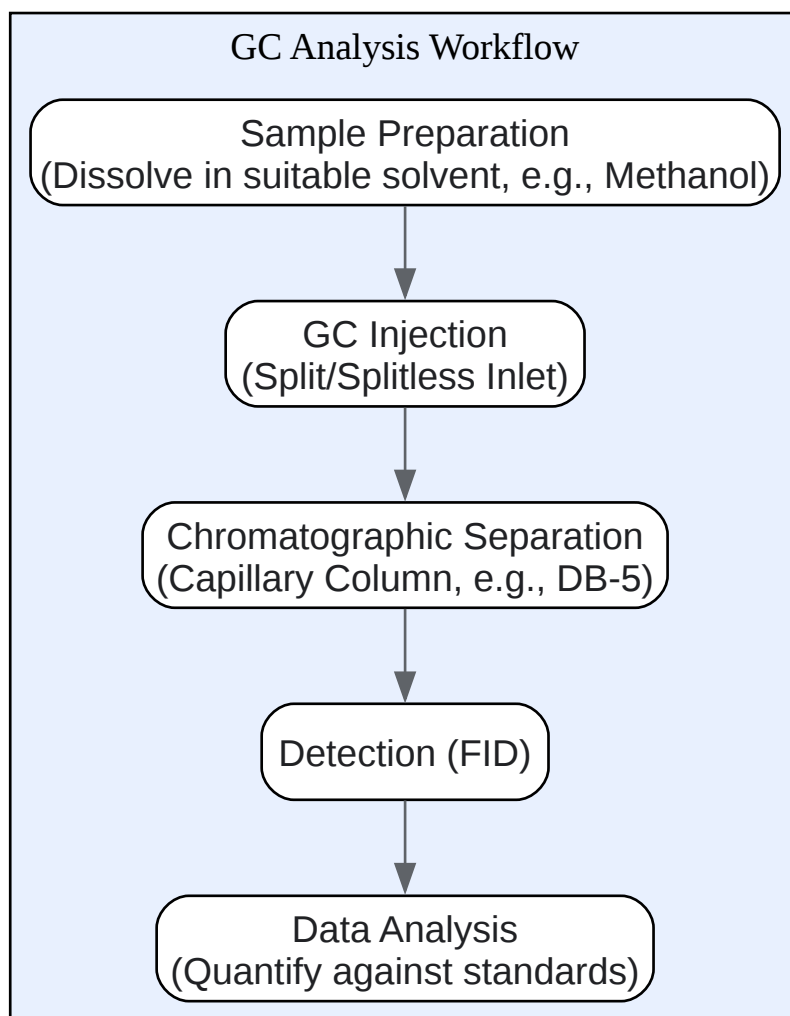 GC Analysis Workflow
Sample Preparation
(Dissolve in suitable solvent, e.g., Methanol)
GC Injection
(Split/Splitless Inlet)
Chromatographic Separation
(Capillary Column, e.g., DB-5)
Detection (FID)
Data Analysis
(Quantify against standards)